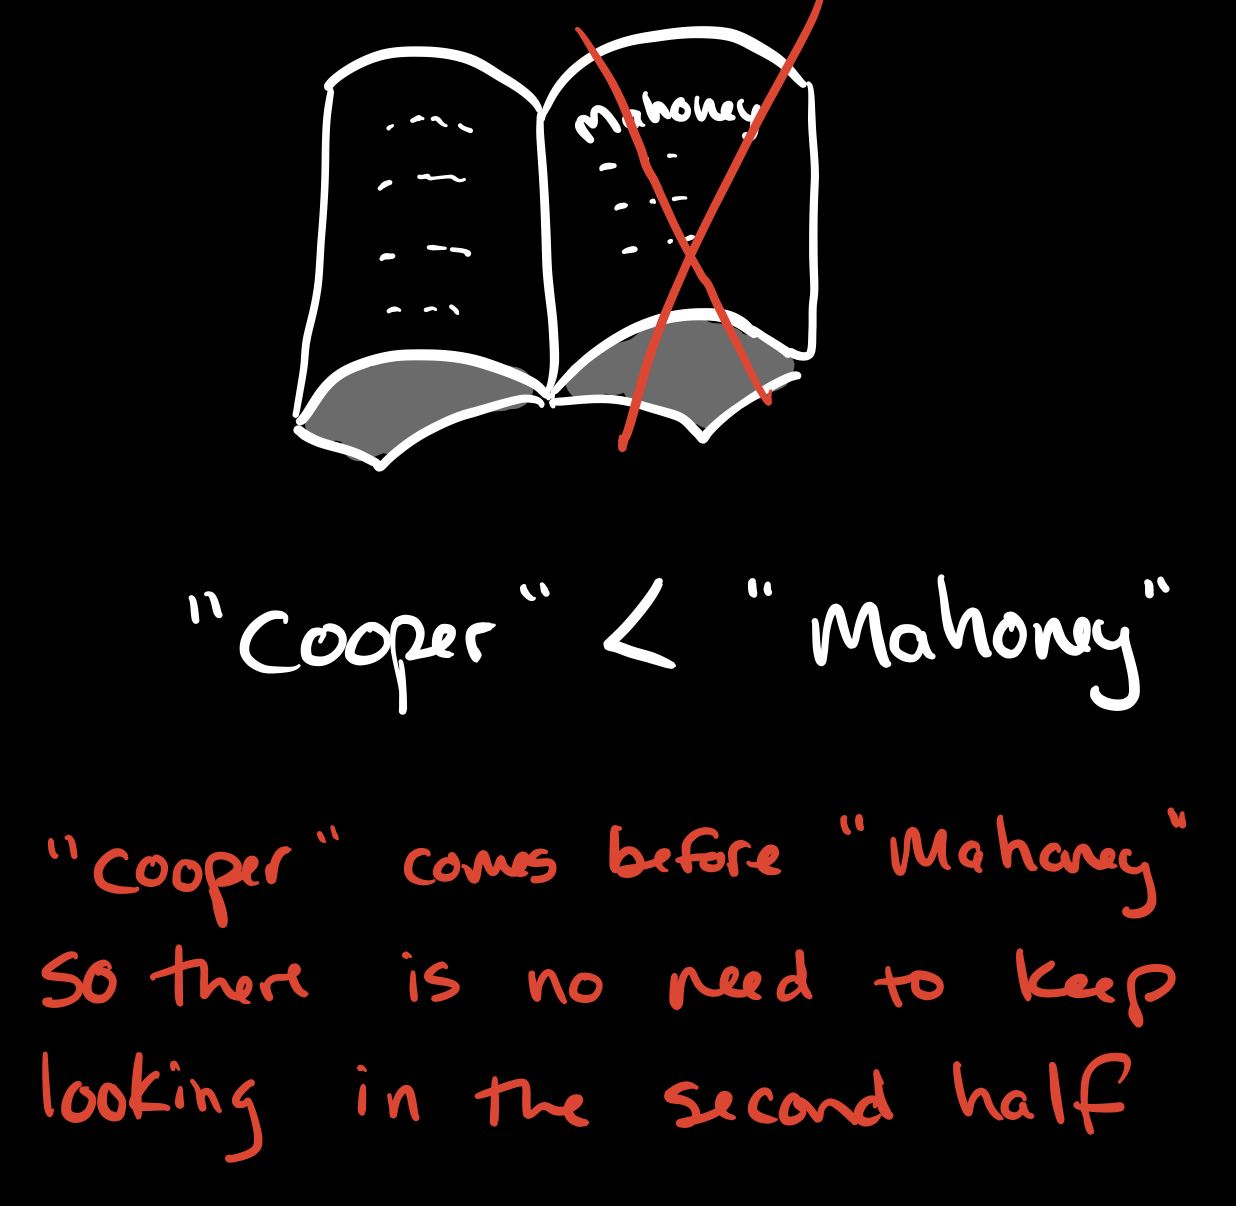 Mahoney
"Cooper" < "Mahoney"
"Cooper" comes before "Mahoney"
so there is no need to keep
looking in the second half